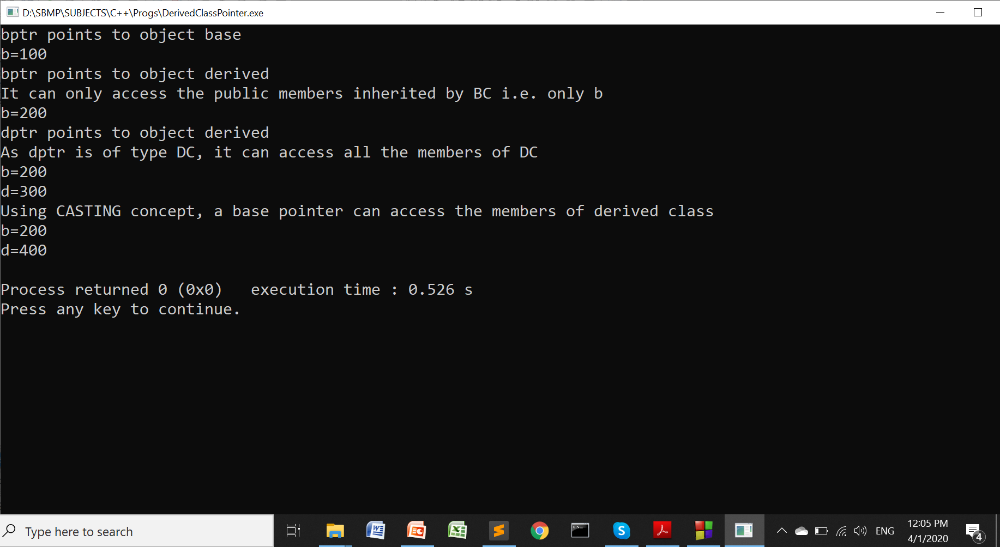 D:\SBMP\SUBJECTS\C++\Progs\DerivedClassPointer.exe
bptr points to object base
b=100
bptr points to object derived
It can only access the public members inherited by BC i.e. only b
b=200
dptr points to object derived
As dptr is of type DC, it can access all the members of DC
b=200
d=300
Using CASTING concept, a base pointer can access the members of derived class
b=200
d=400
Process returned 0 (0x0)   execution time : 0.526 s
Press any key to continue.
Type here to search
ENG
12:05 PM
4/1/2020
4